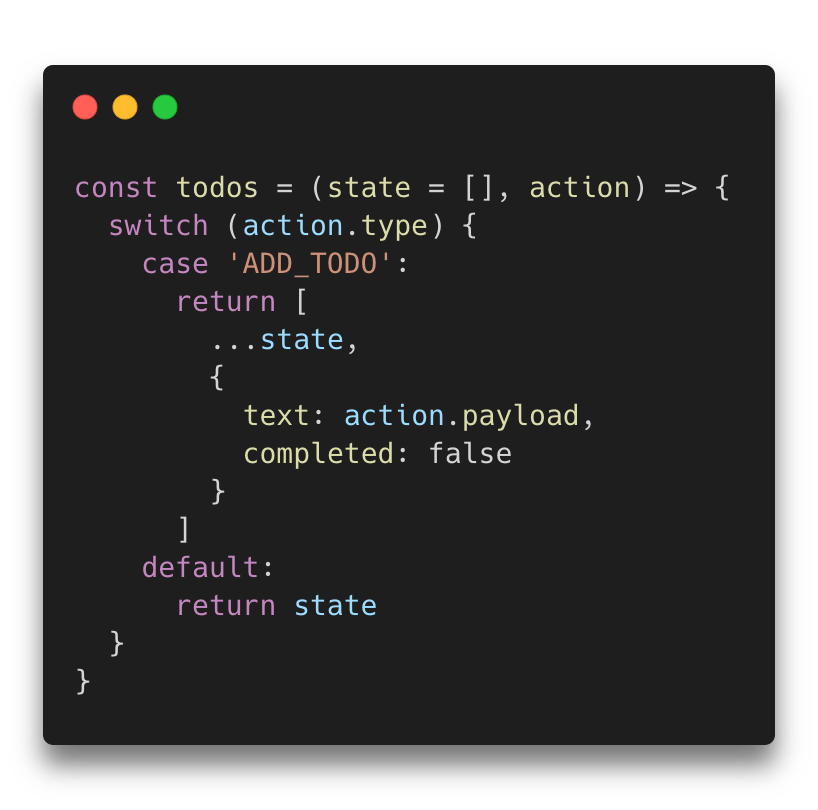 const todos = (state = [], action) => {
  switch (action.type) {
    case 'ADD_TODO':
      return [
        ...state,
        {
          text: action.payload,
          completed: false
        }
      ]
    default:
      return state
  }
}